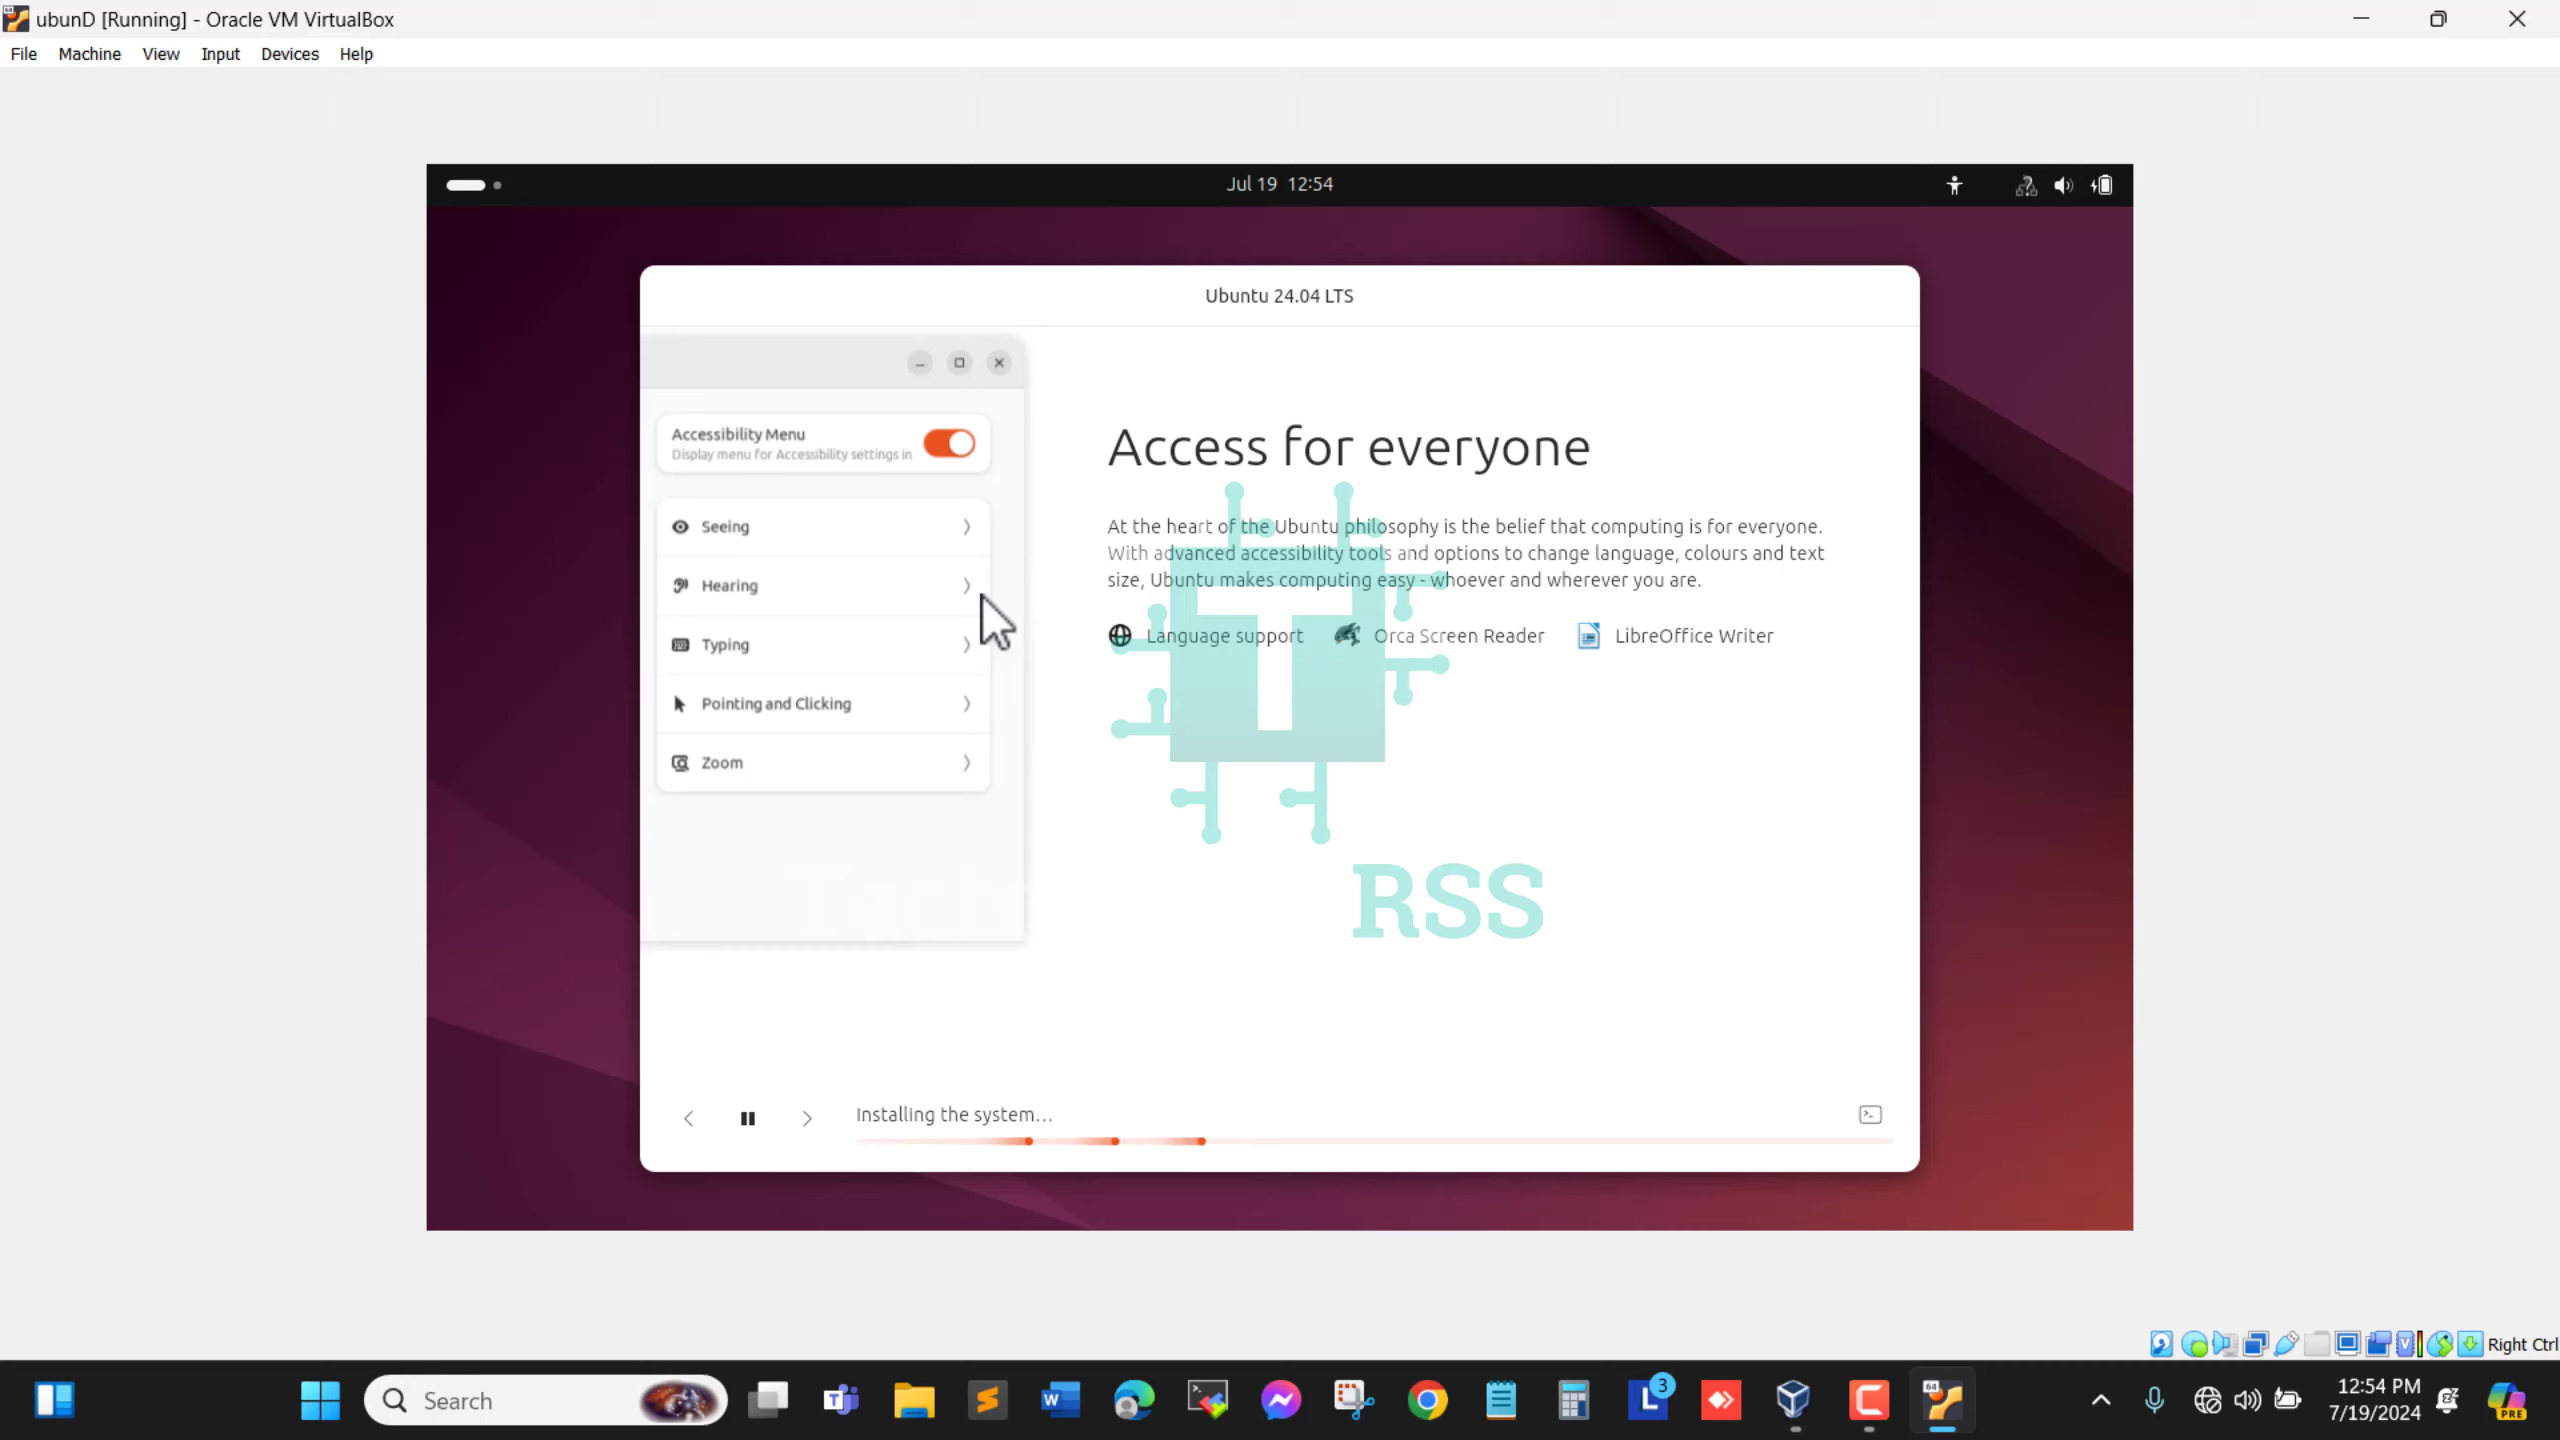 ubunD [Running] - Oracle VM VirtualBox
File Machine View Input Devices Help
Jul 19 12:54
Ubuntu 24.04 LTS
Accessibility Menu
Display menu for Accessibility settings in
Seeing
Hearing
Typing
Pointing and Clicking
Zoom
Access for everyone
At the heart of the Ubuntu philosophy is the belief that computing is for everyone.
With advanced accessibility tools and options to change language, colours and text
size, Ubuntu makes computing easy - whoever and wherever you are.
Language support Orca Screen Reader LibreOffice Writer
RSS
Installing the system...
Right Ctrl
Search
3
12:54 PM
7/19/2024
PRE